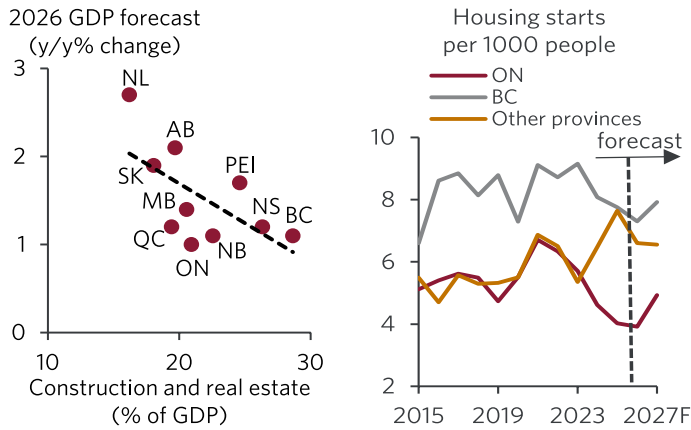 2026 GDP forecast
(y/y% change)
3
2
1
0
NL
AB
SK
PEI
MB
NS
BC
QC
ON
NB
10
20
30
Construction and real estate
(% of GDP)
Housing starts
per 1000 people
ON
BC
Other provinces
forecast
10
8
6
4
2
2015
2019
2023
2027F